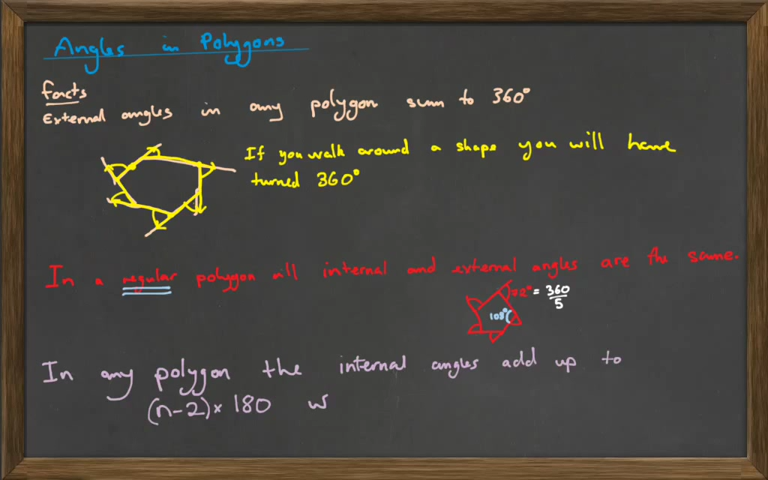 Angles in Polygons
facts
External angles in any polygon sum to 360°
If you walk around a shape you will have
turned 360°
In a regular polygon all internal and external angles are the same.
72° = 360/5
108°
In any polygon the internal angles add up to
(n-2) × 180 w